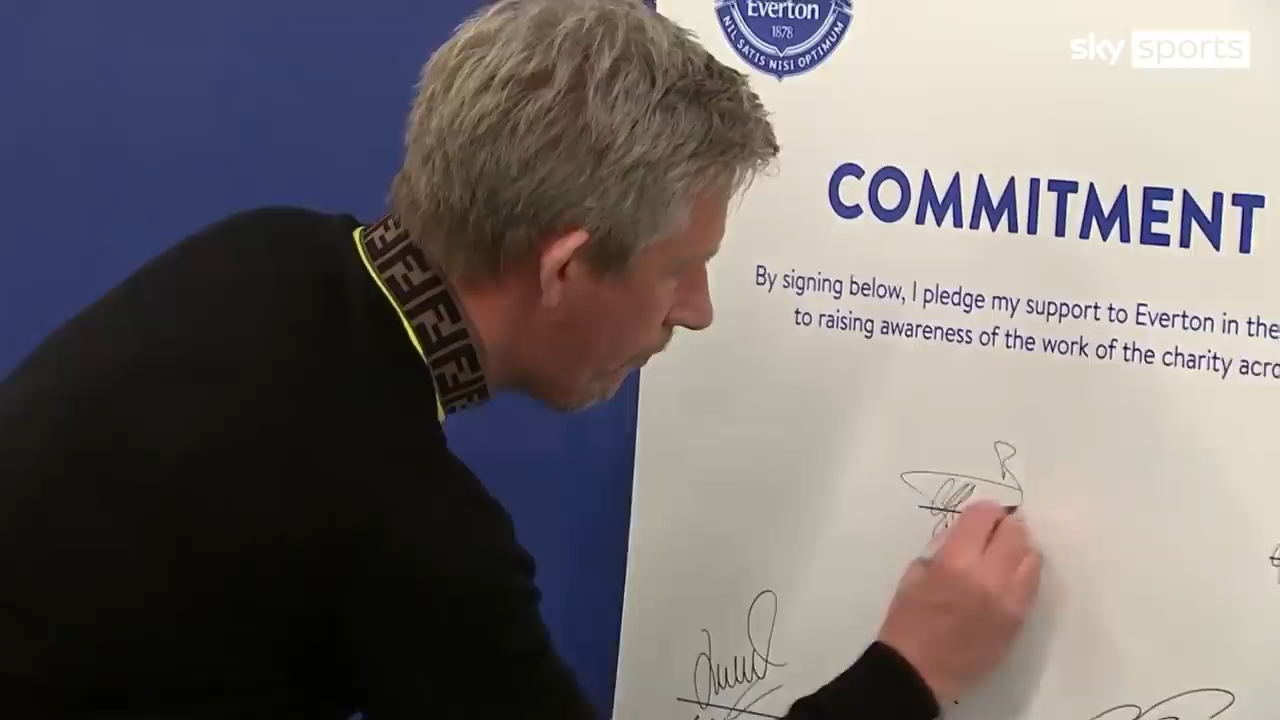 Everton
1878
NIL SATIS NISI OPTIMUM
sky sports
COMMITMENT
By signing below, I pledge my support to Everton in the
to raising awareness of the work of the charity acro